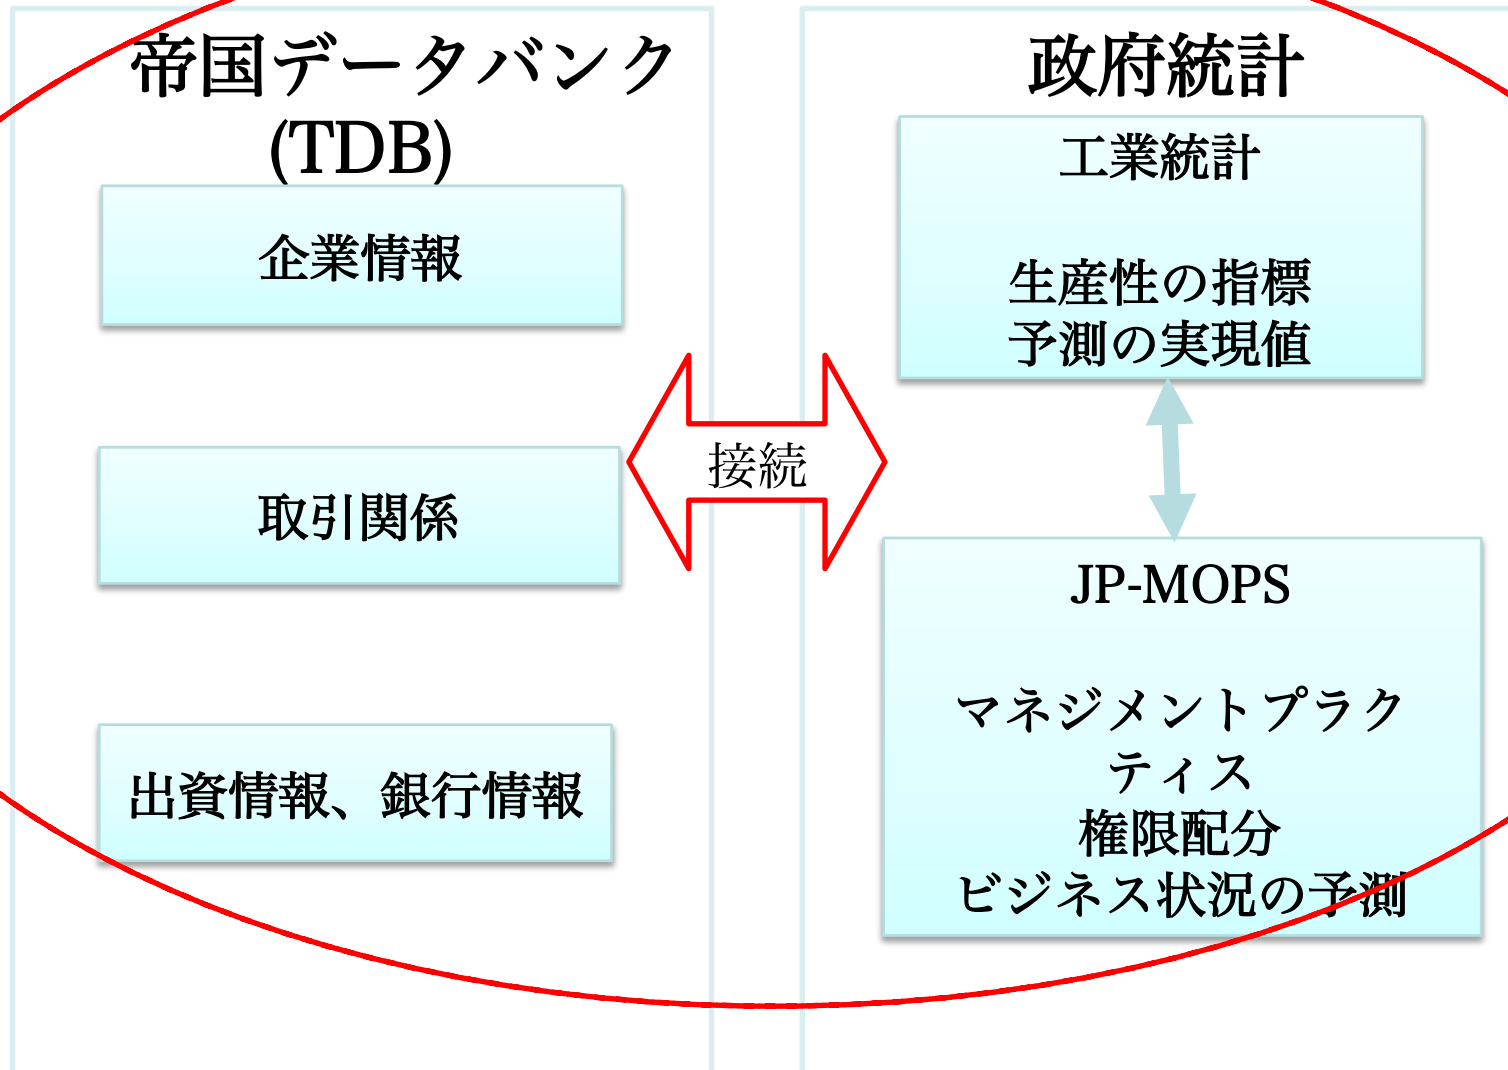 帝国データバンク
(TDB)
企業情報
取引関係
出資情報、銀行情報
接続
政府統計
工業統計
生産性の指標
予測の実現値
JP-MOPS
マネジメントプラク
ティス
権限配分
ビジネス状況の予測